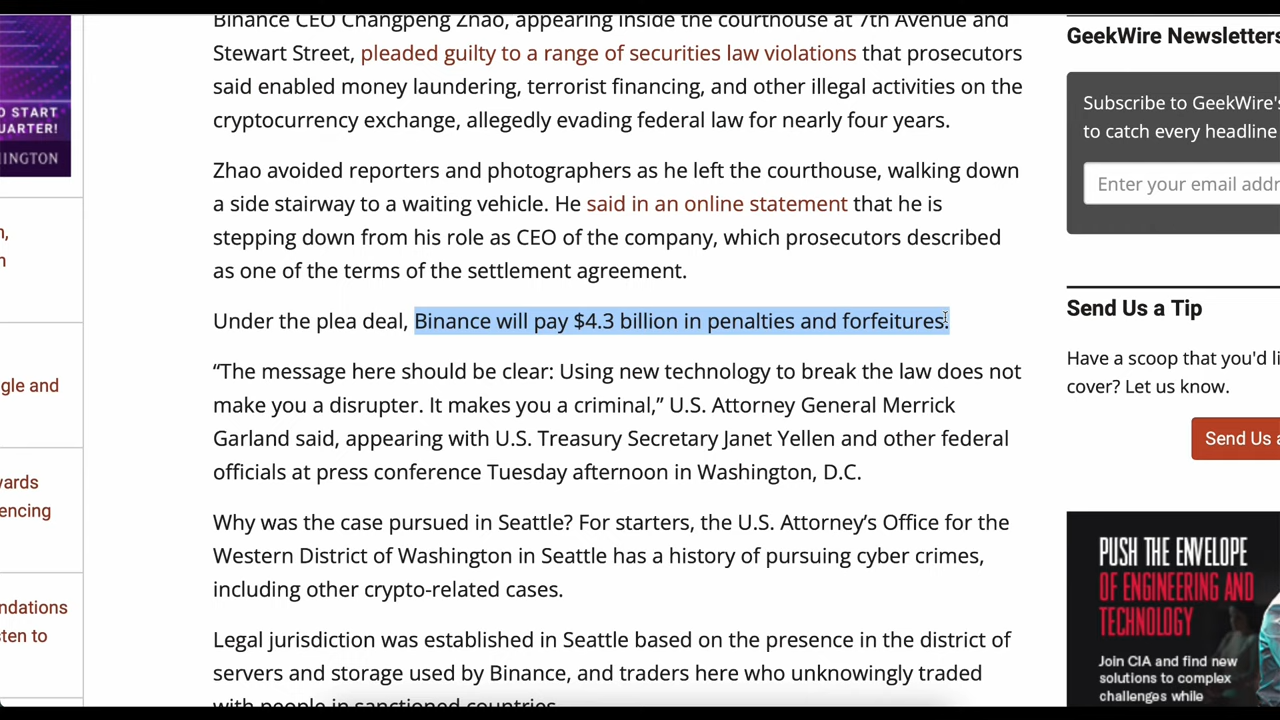 Binance CEO Changpeng Zhao, appearing inside the courthouse at 7th Avenue and
Stewart Street, pleaded guilty to a range of securities law violations that prosecutors
said enabled money laundering, terrorist financing, and other illegal activities on the
cryptocurrency exchange, allegedly evading federal law for nearly four years.
Zhao avoided reporters and photographers as he left the courthouse, walking down
a side stairway to a waiting vehicle. He said in an online statement that he is
stepping down from his role as CEO of the company, which prosecutors described
as one of the terms of the settlement agreement.
Under the plea deal, Binance will pay $4.3 billion in penalties and forfeitures.
“The message here should be clear: Using new technology to break the law does not
make you a disrupter. It makes you a criminal,” U.S. Attorney General Merrick
Garland said, appearing with U.S. Treasury Secretary Janet Yellen and other federal
officials at press conference Tuesday afternoon in Washington, D.C.
Why was the case pursued in Seattle? For starters, the U.S. Attorney’s Office for the
Western District of Washington in Seattle has a history of pursuing cyber crimes,
including other crypto-related cases.
Legal jurisdiction was established in Seattle based on the presence in the district of
servers and storage used by Binance, and traders here who unknowingly traded
with people in sanctioned countries.
O START
UARTER!
INGTON
n,
n
gle and
vards
encing
ndations
sten to
GeekWire Newsletters
Subscribe to GeekWire's
to catch every headline
Enter your email addr
Send Us a Tip
Have a scoop that you'd li
cover? Let us know.
Send Us a
PUSH THE ENVELOPE
OF ENGINEERING AND
TECHNOLOGY
Join CIA and find new
solutions to complex
challenges while